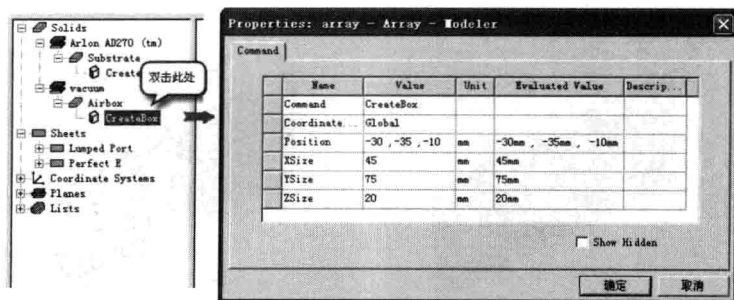 Solids
Arlon AD270 (tm)
Substrate
Create
vacuum
Airbox
CreateBox
Sheets
Lumped Port
Perfect E
Coordinate Systems
Planes
Lists
双击此处
Properties: array - Array - Modeler
Command
Name Value Unit Evaluated Value Descrip...
Command CreateBox
Coordinate... Global
Position -30 ,-35 ,-10 mm -30mm , -35mm , -10mm
XSize 45 mm 45mm
YSize 75 mm 75mm
ZSize 20 mm 20mm
Show Hidden
确定 取消